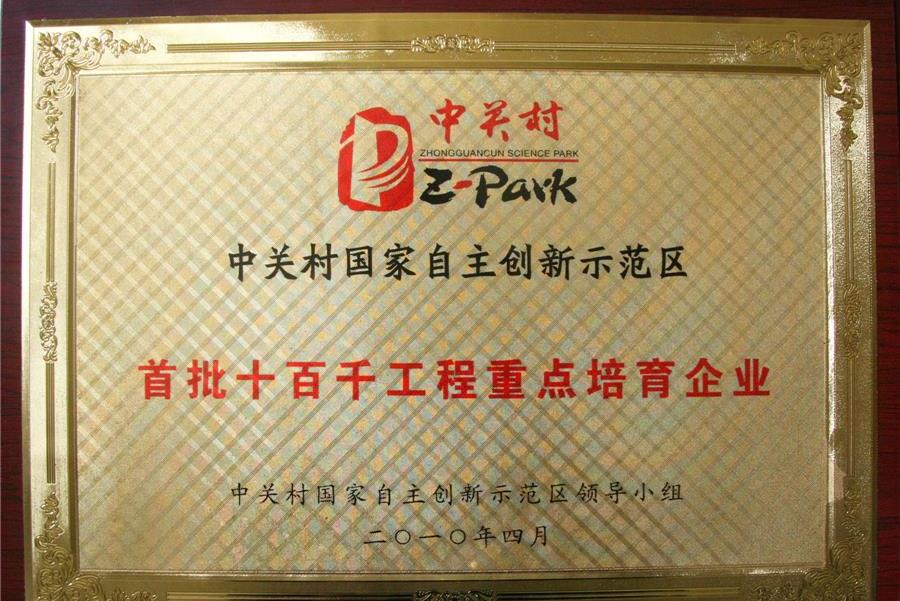 中关村
ZHONGGUANCUN SCIENCE PARK
Z-Park
中关村国家自主创新示范区
首批十百千工程重点培育企业
中关村国家自主创新示范区领导小组
二〇一〇年四月